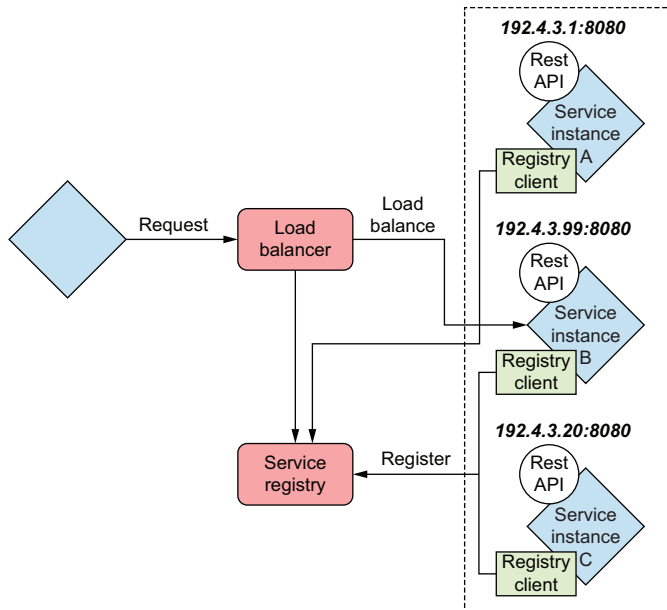 192.4.3.1:8080
Rest
API
Service
instance
A
Registry
client
Request
Load
balancer
Load
balance
192.4.3.99:8080
Rest
API
Service
instance
B
Registry
client
Service
registry
Register
192.4.3.20:8080
Rest
API
Service
instance
C
Registry
client